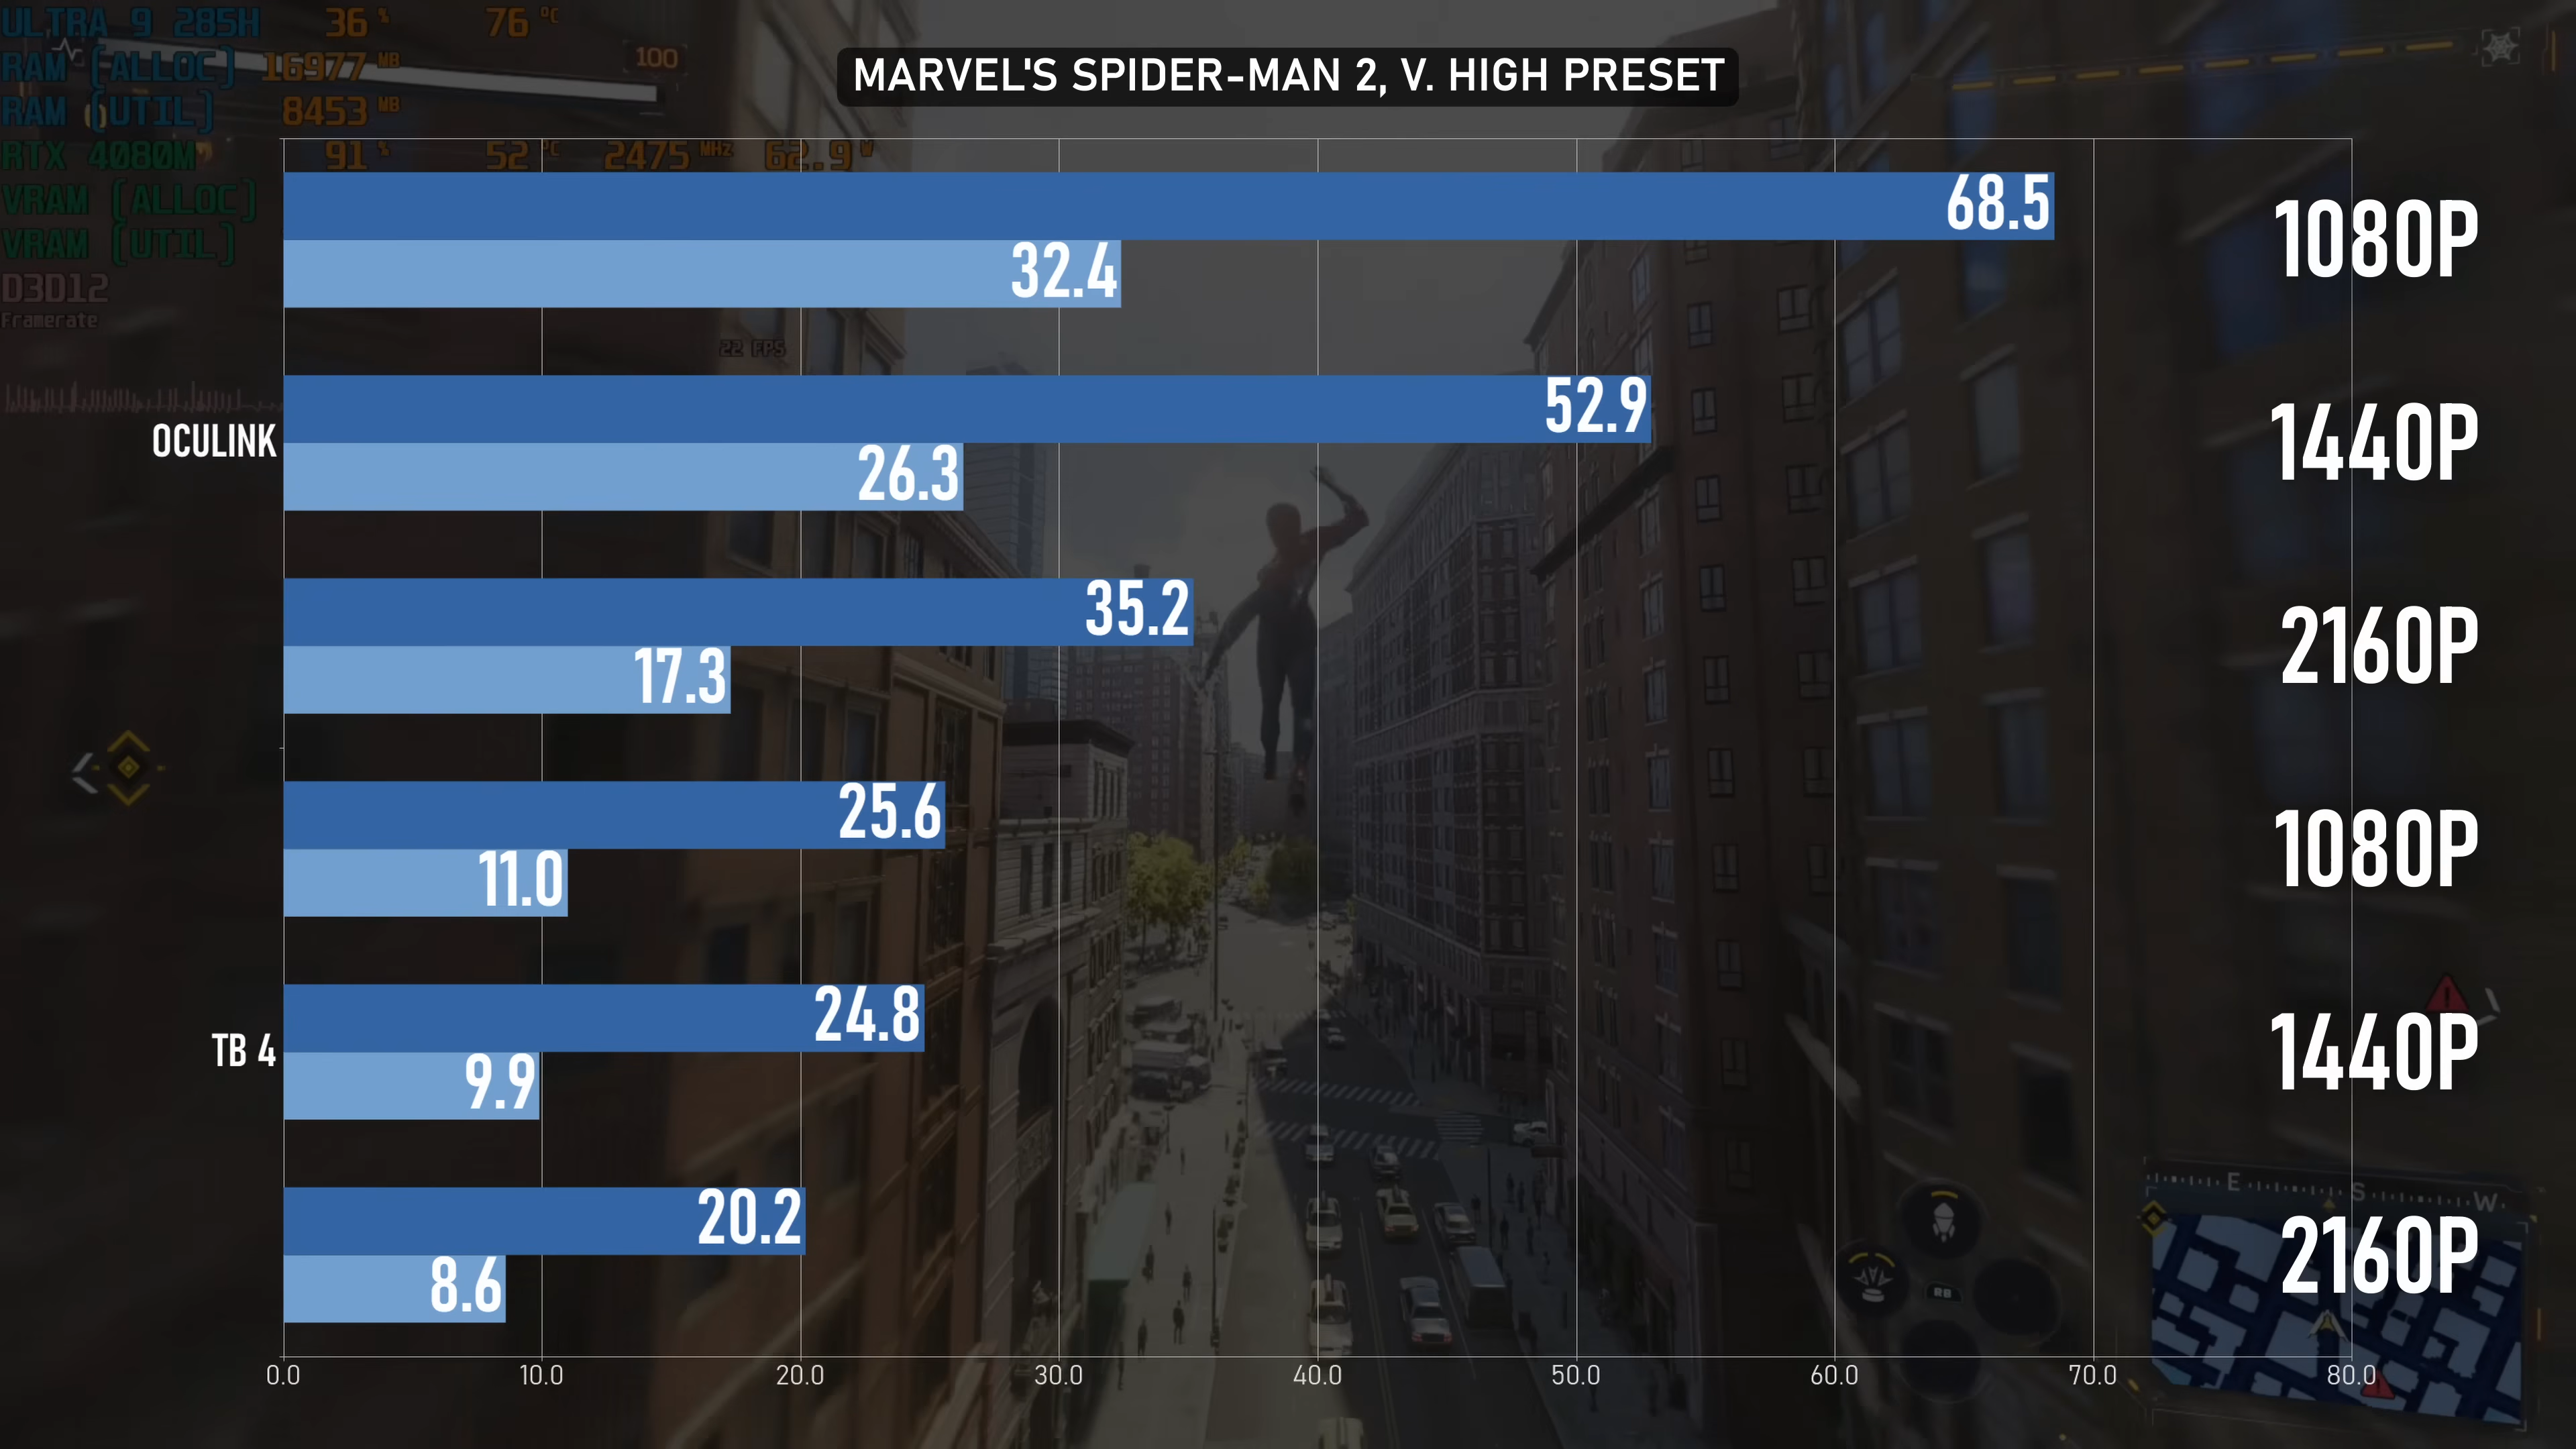 ULTRA 9 285H 36 % 76 °C
RAM (ALLOC) 16977 MB
RAM (UTIL) 8453 MB
RTX 4080M 91 % 52 °C 2475 MHz 62.9 W
VRAM (ALLOC)
VRAM (UTIL)
D3D12
Framerate
22 FPS
100
MARVEL'S SPIDER-MAN 2, V. HIGH PRESET
68.5
32.4
1080P
OCULINK
52.9
26.3
1440P
35.2
17.3
2160P
25.6
11.0
1080P
TB 4
24.8
9.9
1440P
20.2
8.6
2160P
RB
E S W
0.0 10.0 20.0 30.0 40.0 50.0 60.0 70.0 80.0